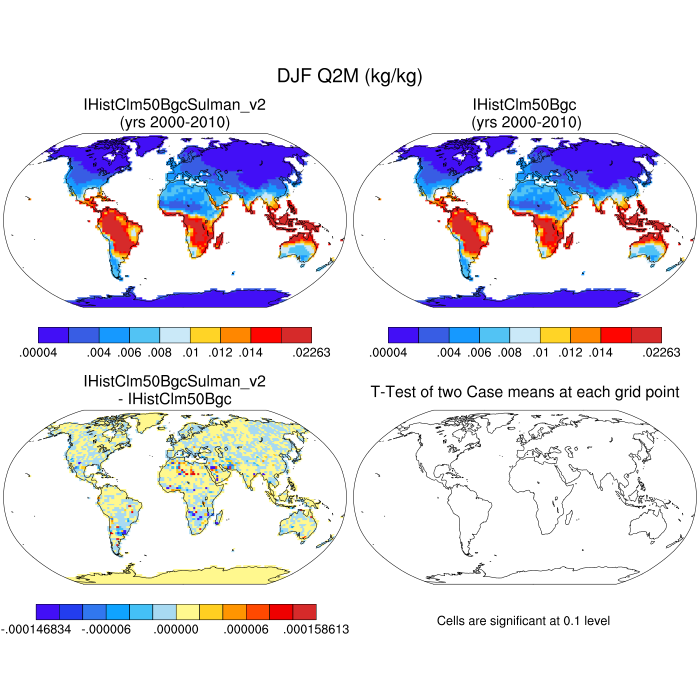 DJF Q2M (kg/kg)
IHistClm50BgcSulman_v2
(yrs 2000-2010)
IHistClm50Bgc
(yrs 2000-2010)
.00004 .004 .006 .008 .01 .012 .014 .02263
.00004 .004 .006 .008 .01 .012 .014 .02263
IHistClm50BgcSulman_v2
- IHistClm50Bgc
T-Test of two Case means at each grid point
-.000146834 -.000006 .000000 .000006 .000158613
Cells are significant at 0.1 level